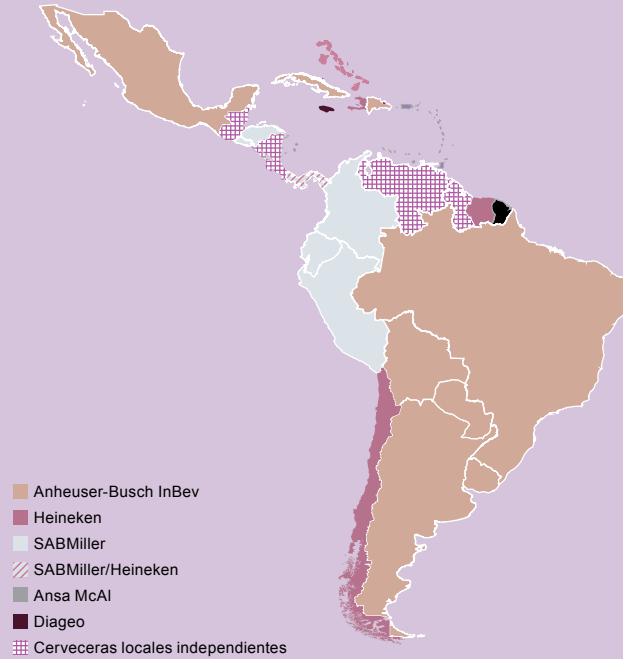 Anheuser-Busch InBev
Heineken
SABMiller
SABMiller/Heineken
Ansa McAl
Diageo
Cerveceras locales independientes